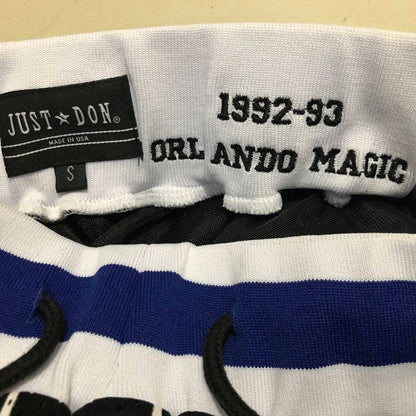 JUST★DON®
MADE IN USA
S
1992-93
ORLANDO MAGIC